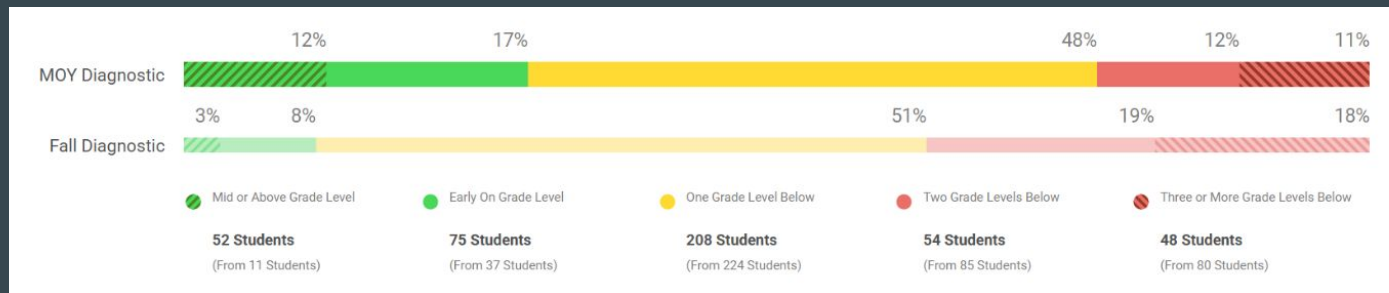 12% 17% 48% 12% 11%
MOY Diagnostic
3% 8% 51% 19% 18%
Fall Diagnostic
Mid or Above Grade Level Early On Grade Level One Grade Level Below Two Grade Levels Below Three or More Grade Levels Below
52 Students 75 Students 208 Students 54 Students 48 Students
(From 11 Students) (From 37 Students) (From 224 Students) (From 85 Students) (From 80 Students)